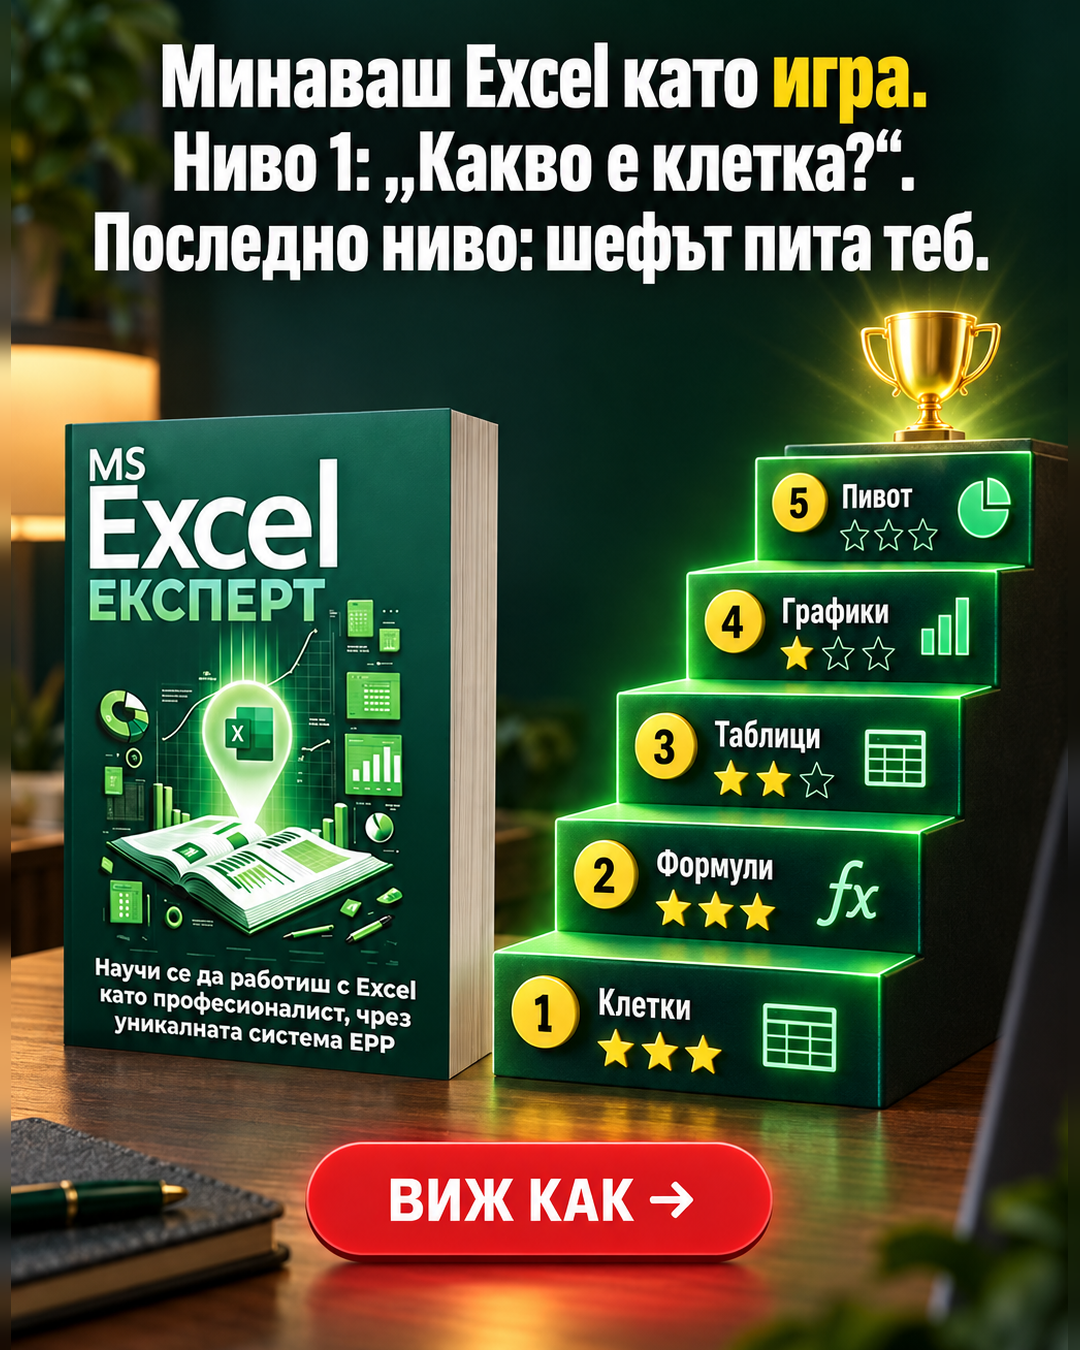 Минаваш Excel като игра.
Ниво 1: „Какво е клетка?“.
Последно ниво: шефът пита теб.
MS
Excel
ЕКСПЕРТ
X
Научи се да работиш с Excel
като професионалист, чрез
уникалната система ЕРР
5 Пивот
4 Графики
3 Таблици
2 Формули
fx
1 Клетки
ВИЖ КАК →